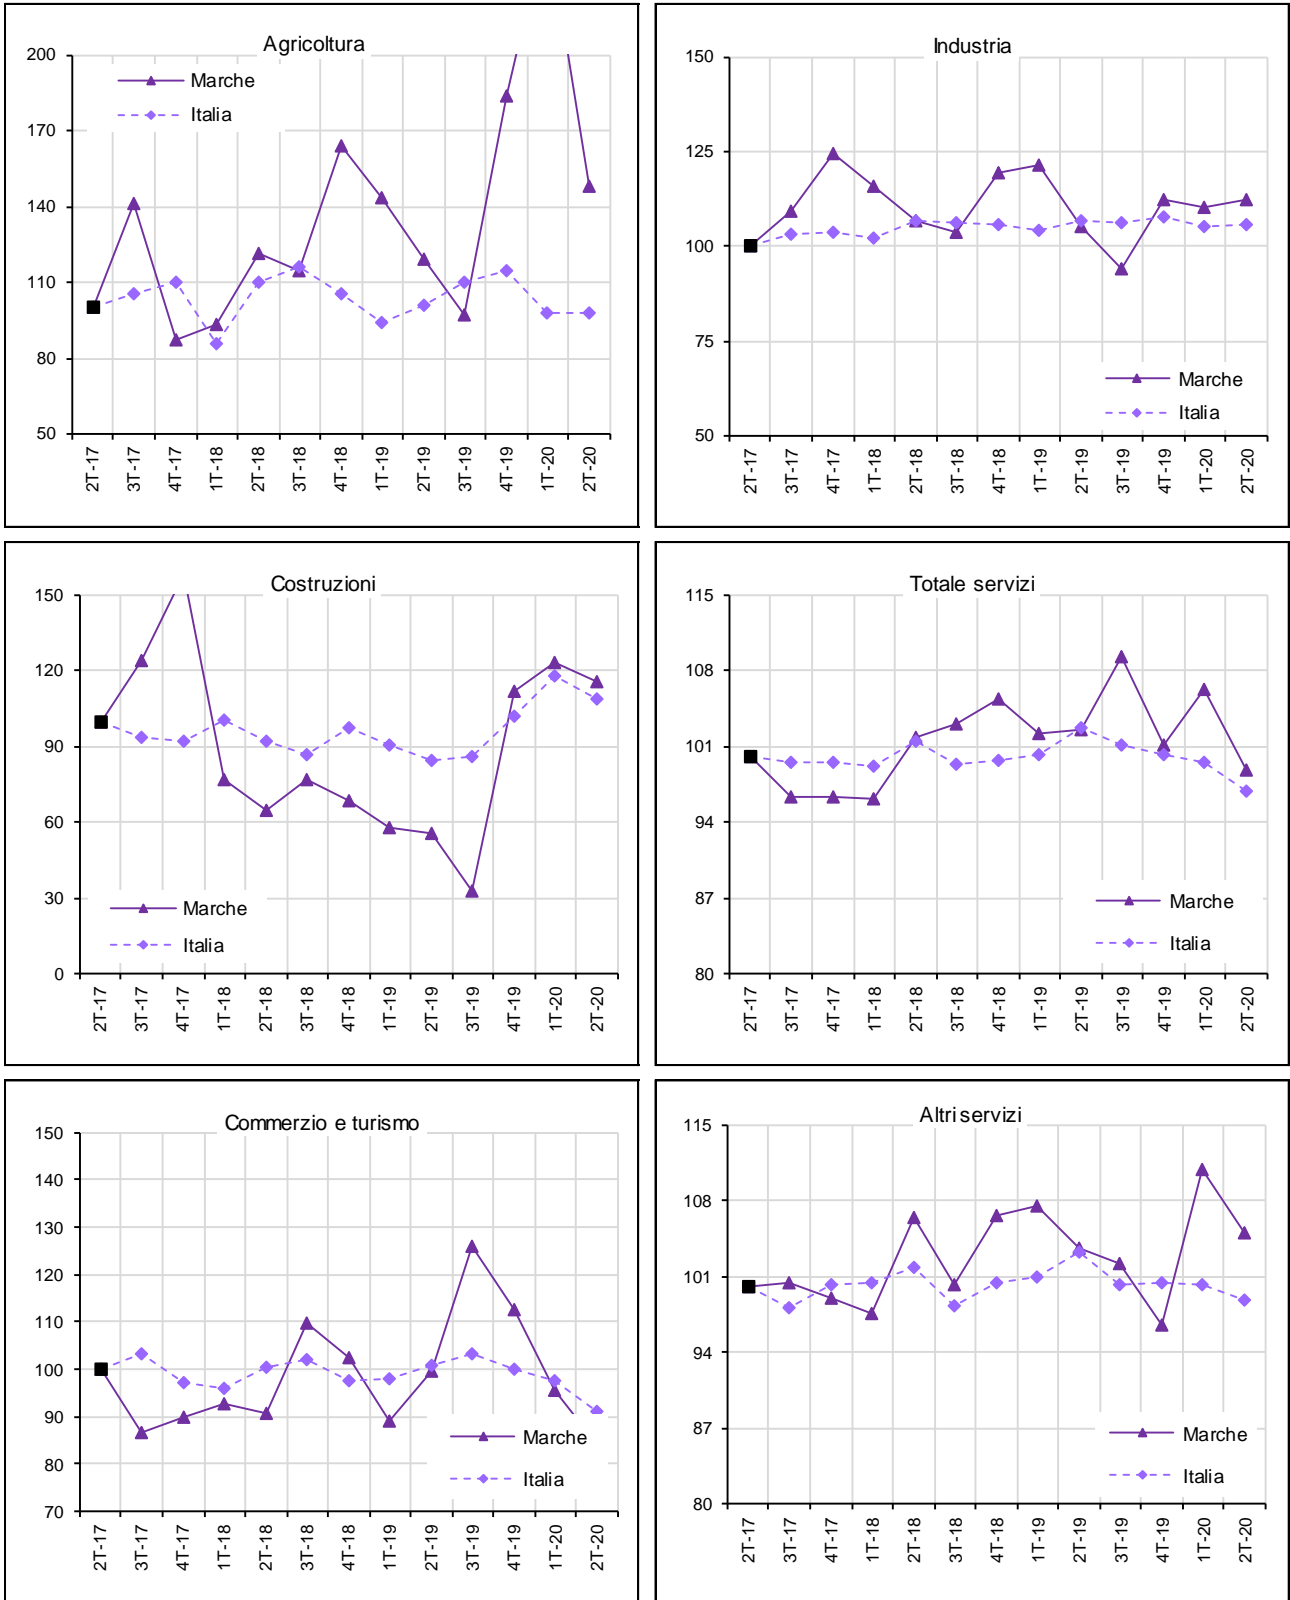 Agricoltura
200
170
140
110
80
50
Marche
Italia
2T-17
3T-17
4T-17
1T-18
2T-18
3T-18
4T-18
1T-19
2T-19
3T-19
4T-19
1T-20
2T-20
Industria
150
125
100
75
50
Marche
Italia
2T-17
3T-17
4T-17
1T-18
2T-18
3T-18
4T-18
1T-19
2T-19
3T-19
4T-19
1T-20
2T-20
Costruzioni
150
120
90
60
30
0
Marche
Italia
2T-17
3T-17
4T-17
1T-18
2T-18
3T-18
4T-18
1T-19
2T-19
3T-19
4T-19
1T-20
2T-20
Totale servizi
115
108
101
94
87
80
Marche
Italia
2T-17
3T-17
4T-17
1T-18
2T-18
3T-18
4T-18
1T-19
2T-19
3T-19
4T-19
1T-20
2T-20
Commerzio e turismo
150
140
130
120
110
100
90
80
70
Marche
Italia
2T-17
3T-17
4T-17
1T-18
2T-18
3T-18
4T-18
1T-19
2T-19
3T-19
4T-19
1T-20
2T-20
Altri servizi
115
108
101
94
87
80
Marche
Italia
2T-17
3T-17
4T-17
1T-18
2T-18
3T-18
4T-18
1T-19
2T-19
3T-19
4T-19
1T-20
2T-20